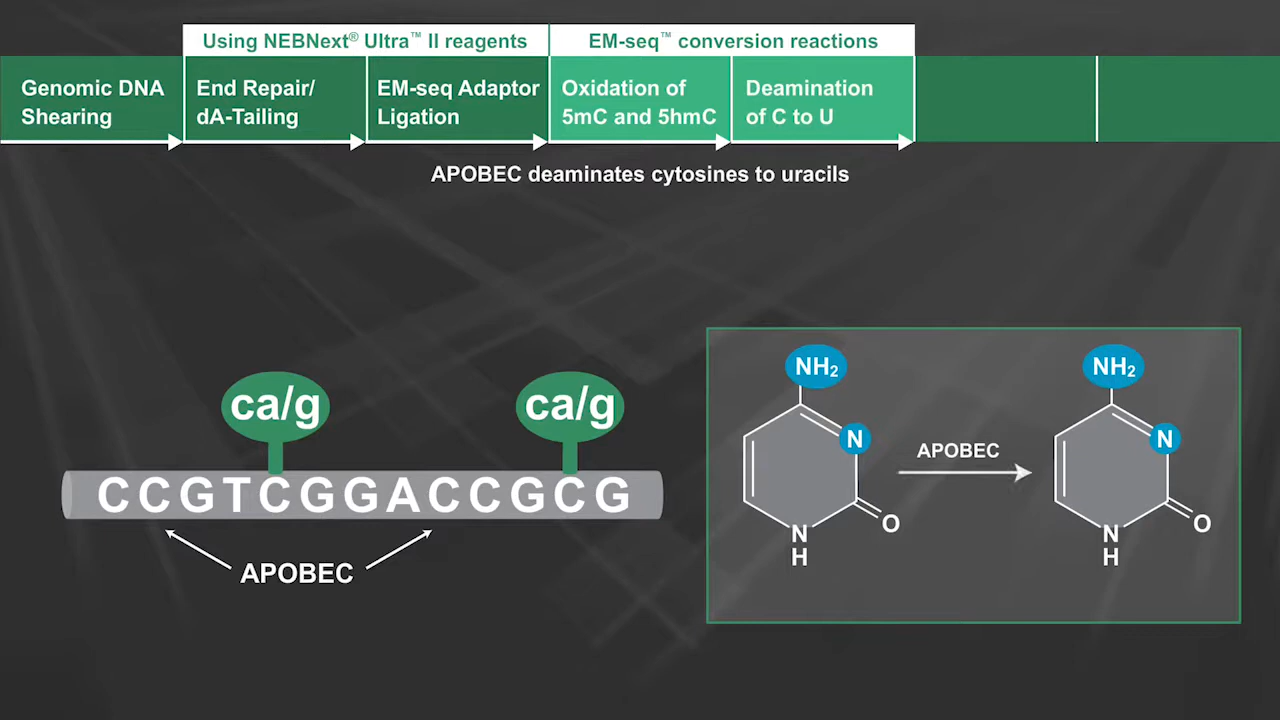 Using NEBNext® Ultra™ II reagents
EM-seq™ conversion reactions
Genomic DNA
Shearing
End Repair/
dA-Tailing
EM-seq Adaptor
Ligation
Oxidation of
5mC and 5hmC
Deamination
of C to U
APOBEC deaminates cytosines to uracils
ca/g
ca/g
CCGTCGGACCGCG
APOBEC
NH₂
N
O
N
H
APOBEC
NH₂
N
O
N
H